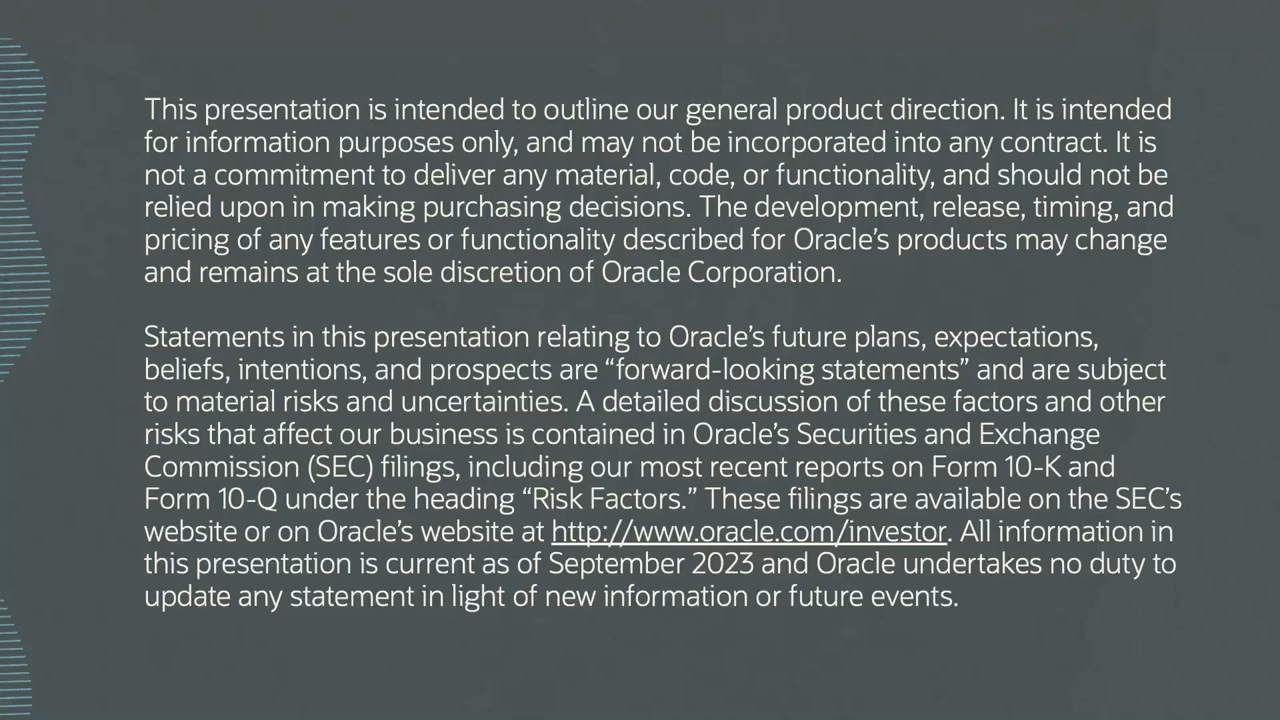 This presentation is intended to outline our general product direction. It is intended
for information purposes only, and may not be incorporated into any contract. It is
not a commitment to deliver any material, code, or functionality, and should not be
relied upon in making purchasing decisions. The development, release, timing, and
pricing of any features or functionality described for Oracle’s products may change
and remains at the sole discretion of Oracle Corporation.
Statements in this presentation relating to Oracle’s future plans, expectations,
beliefs, intentions, and prospects are “forward-looking statements” and are subject
to material risks and uncertainties. A detailed discussion of these factors and other
risks that affect our business is contained in Oracle’s Securities and Exchange
Commission (SEC) filings, including our most recent reports on Form 10-K and
Form 10-Q under the heading “Risk Factors.” These filings are available on the SEC’s
website or on Oracle’s website at http://www.oracle.com/investor. All information in
this presentation is current as of September 2023 and Oracle undertakes no duty to
update any statement in light of new information or future events.